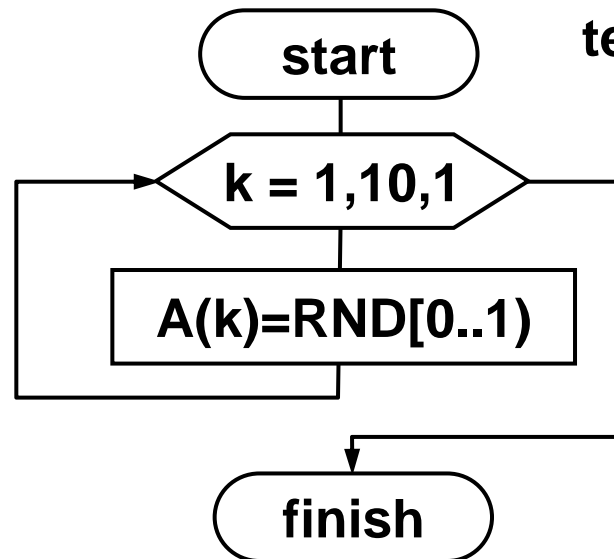 start
k = 1,10,1
A(k)=RND[0..1)
finish